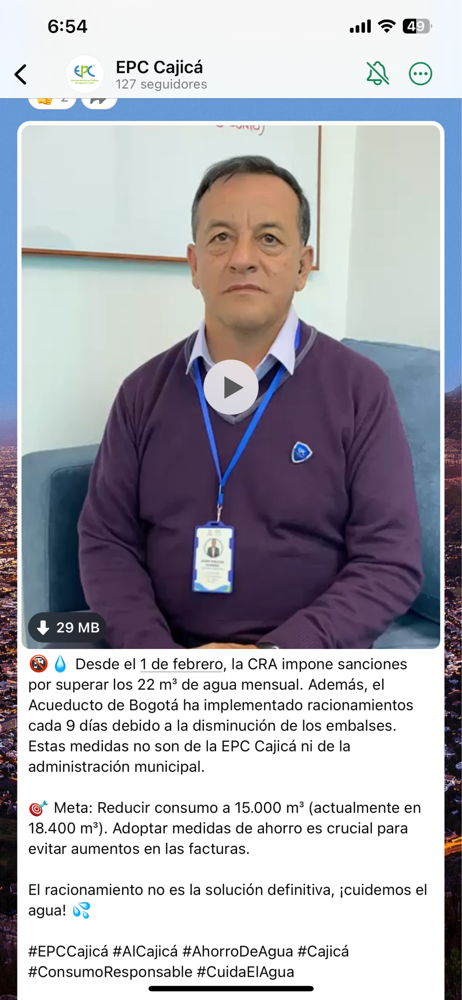 6:54
49
EPC Cajicá
127 seguidores
epc
2
EPC
29 MB
Desde el 1 de febrero, la CRA impone sanciones
por superar los 22 m³ de agua mensual. Además, el
Acueducto de Bogotá ha implementado racionamientos
cada 9 días debido a la disminución de los embalses.
Estas medidas no son de la EPC Cajicá ni de la
administración municipal.
Meta: Reducir consumo a 15.000 m³ (actualmente en
18.400 m³). Adoptar medidas de ahorro es crucial para
evitar aumentos en las facturas.
El racionamiento no es la solución definitiva, ¡cuidemos el
agua!
#EPCCajicá #AlCajicá #AhorroDeAgua #Cajicá
#ConsumoResponsable #CuidaElAgua